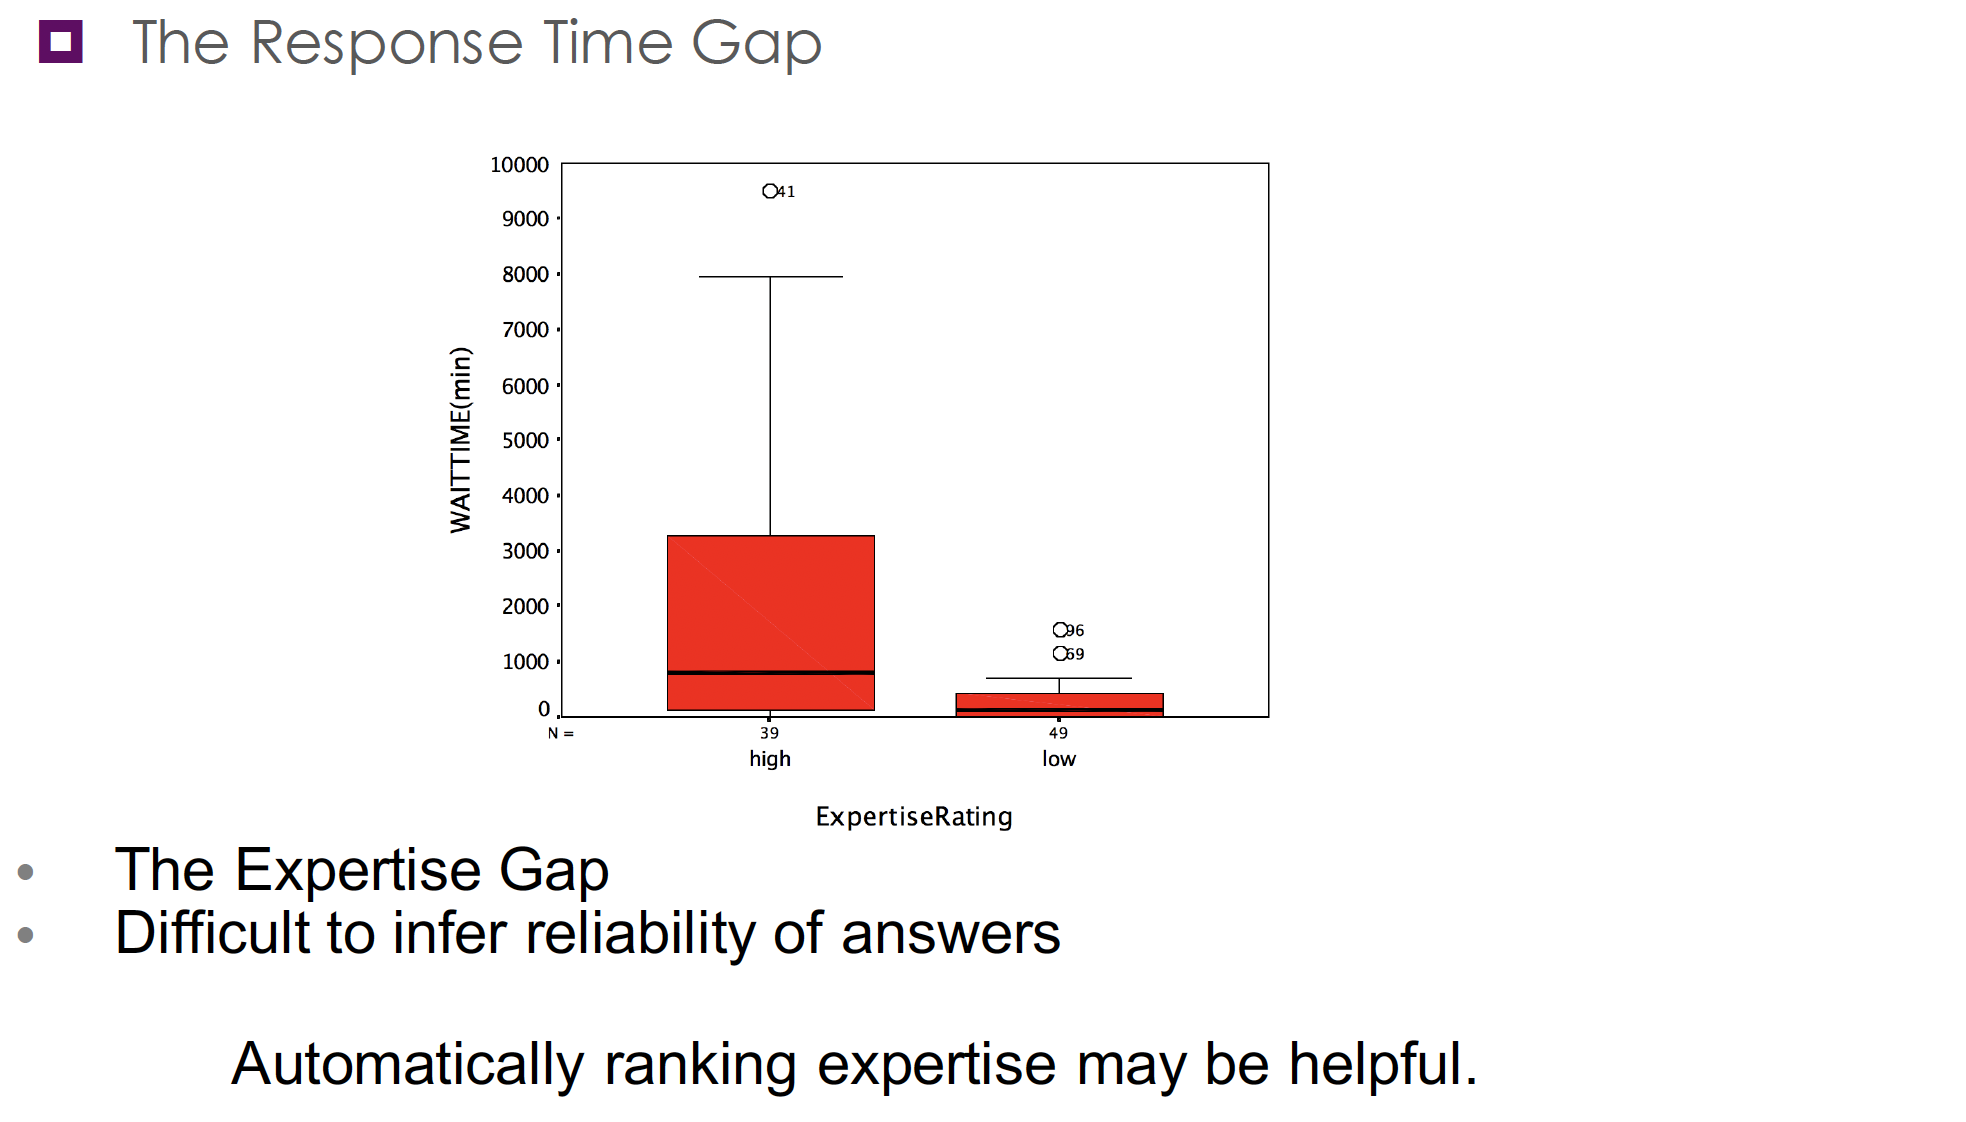 The Response Time Gap
10000
41
9000
8000
7000
6000
WAITTIME(min)
5000
4000
3000
2000
96
69
1000
0
N = 39 49
high low
ExpertiseRating
• The Expertise Gap
• Difficult to infer reliability of answers
Automatically ranking expertise may be helpful.